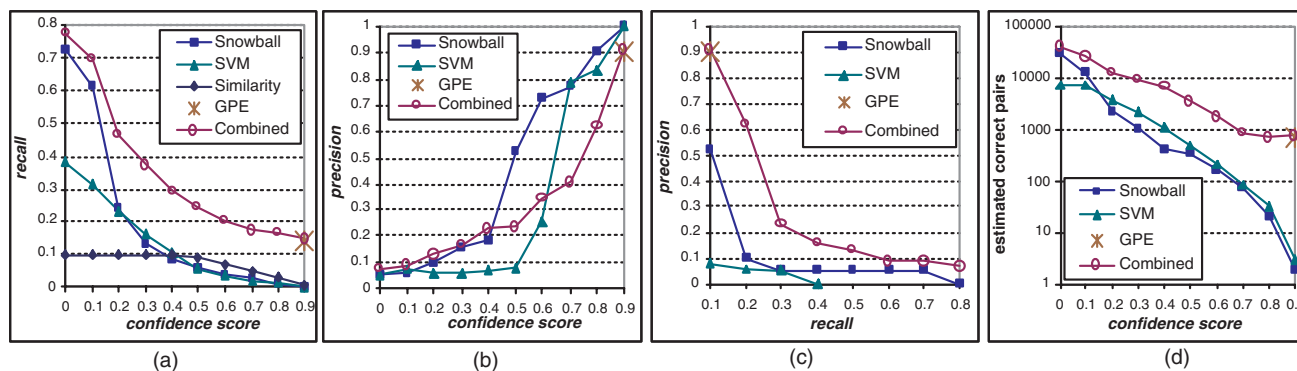 0.8
0.7
0.6
0.5
0.4
0.3
0.2
0.1
0
recall
Snowball
SVM
Similarity
GPE
Combined
0 0.1 0.2 0.3 0.4 0.5 0.6 0.7 0.8 0.9
confidence score
(a)
1
0.9
0.8
0.7
0.6
0.5
0.4
0.3
0.2
0.1
0
precision
Snowball
SVM
GPE
Combined
0 0.1 0.2 0.3 0.4 0.5 0.6 0.7 0.8 0.9
confidence score
(b)
1
0.9
0.8
0.7
0.6
0.5
0.4
0.3
0.2
0.1
0
precision
Snowball
SVM
GPE
Combined
0.1 0.2 0.3 0.4 0.5 0.6 0.7 0.8
recall
(c)
100000
10000
1000
100
10
1
estimated correct pairs
Snowball
SVM
GPE
Combined
0 0.1 0.2 0.3 0.4 0.5 0.6 0.7 0.8 0.9
confidence score
(d)